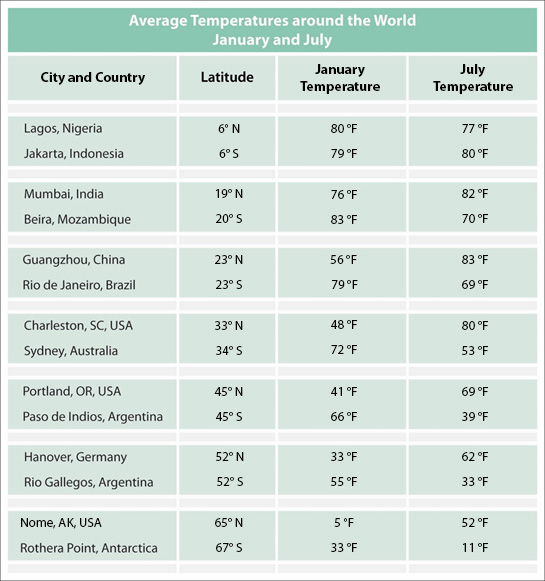 Average Temperatures around the World
January and July
City and Country Latitude January Temperature July Temperature
Lagos, Nigeria 6° N 80 °F 77 °F
Jakarta, Indonesia 6° S 79 °F 80 °F
Mumbai, India 19° N 76 °F 82 °F
Beira, Mozambique 20° S 83 °F 70 °F
Guangzhou, China 23° N 56 °F 83 °F
Rio de Janeiro, Brazil 23° S 79 °F 69 °F
Charleston, SC, USA 33° N 48 °F 80 °F
Sydney, Australia 34° S 72 °F 53 °F
Portland, OR, USA 45° N 41 °F 69 °F
Paso de Indios, Argentina 45° S 66 °F 39 °F
Hanover, Germany 52° N 33 °F 62 °F
Rio Gallegos, Argentina 52° S 55 °F 33 °F
Nome, AK, USA 65° N 5 °F 52 °F
Rothera Point, Antarctica 67° S 33 °F 11 °F